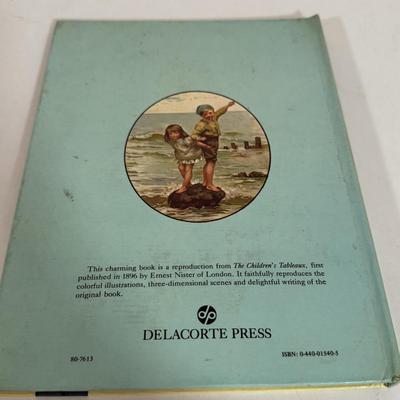 This charming book is a reproduction from The Children's Tableaux, first
published in 1896 by Ernest Nister of London. It faithfully reproduces the
colorful illustrations, three-dimensional scenes and delightful writing of the
original book.
dp
DELACORTE PRESS
80-7613 ISBN: 0-440-01540-5